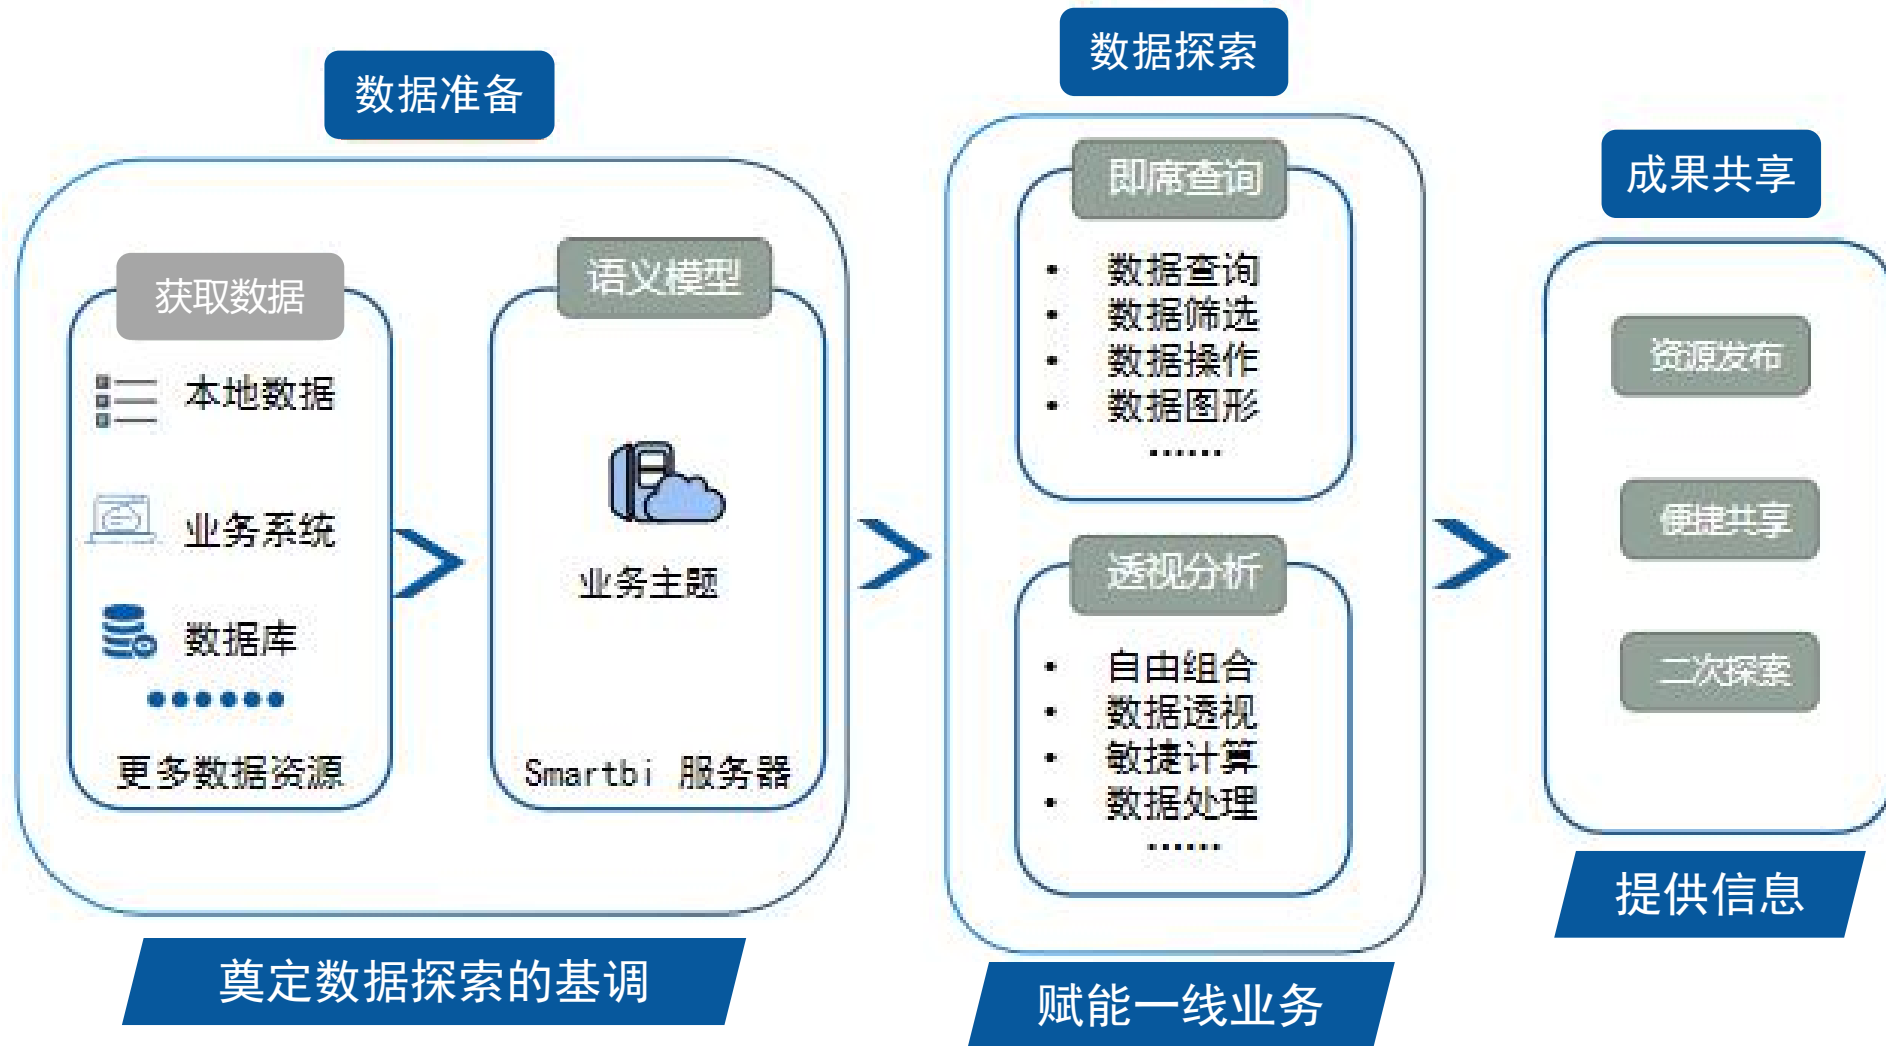 数据准备
获取数据
本地数据
业务系统
数据库
••••••
更多数据资源
语义模型
业务主题
Smartbi 服务器
奠定数据探索的基调
数据探索
即席查询
• 数据查询
• 数据筛选
• 数据操作
• 数据图形
······
透视分析
• 自由组合
• 数据透视
• 敏捷计算
• 数据处理
······
赋能一线业务
成果共享
资源发布
便捷共享
二次探索
提供信息